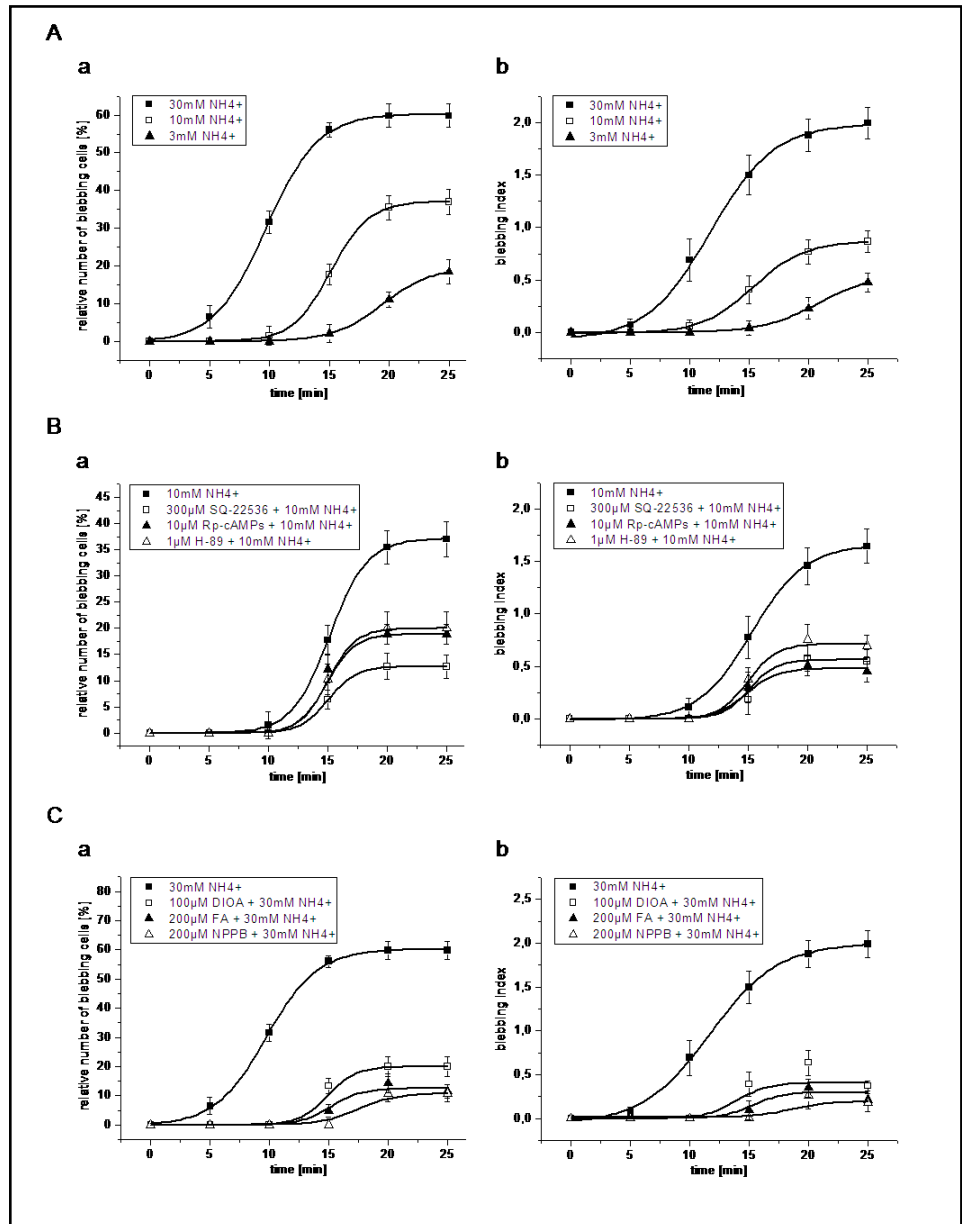 A
a
30mM NH4+
10mM NH4+
3mM NH4+
relative number of blebbing cells [%]
60
50
40
30
20
10
0
0 5 10 15 20 25
time [min]
b
30mM NH4+
10mM NH4+
3mM NH4+
blebbing index
2,0
1,5
1,0
0,5
0,0
0 5 10 15 20 25
time [min]
B
a
10mM NH4+
300µM SQ-22536 + 10mM NH4+
10µM Rp-cAMPs + 10mM NH4+
1µM H-89 + 10mM NH4+
relative number of blebbing cells [%]
45
40
35
30
25
20
15
10
5
0
0 5 10 15 20 25
time [min]
b
10mM NH4+
300µM SQ-22536 + 10mM NH4+
10µM Rp-cAMPs + 10mM NH4+
1µM H-89 + 10mM NH4+
blebbing index
2,0
1,5
1,0
0,5
0,0
0 5 10 15 20 25
time [min]
C
a
30mM NH4+
100µM DIOA + 30mM NH4+
200µM FA + 30mM NH4+
200µM NPPB + 30mM NH4+
relative number of blebbing cells [%]
80
70
60
50
40
30
20
10
0
0 5 10 15 20 25
time [min]
b
30mM NH4+
100µM DIOA + 30mM NH4+
200µM FA + 30mM NH4+
200µM NPPB + 30mM NH4+
blebbing index
2,5
2,0
1,5
1,0
0,5
0,0
0 5 10 15 20 25
time [min]